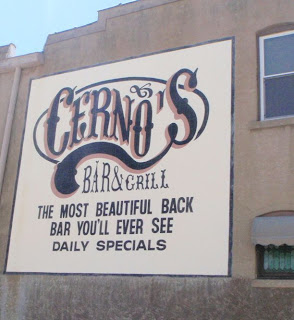 CERNO'S
BAR & GRILL
THE MOST BEAUTIFUL BACK
BAR YOU'LL EVER SEE
DAILY SPECIALS